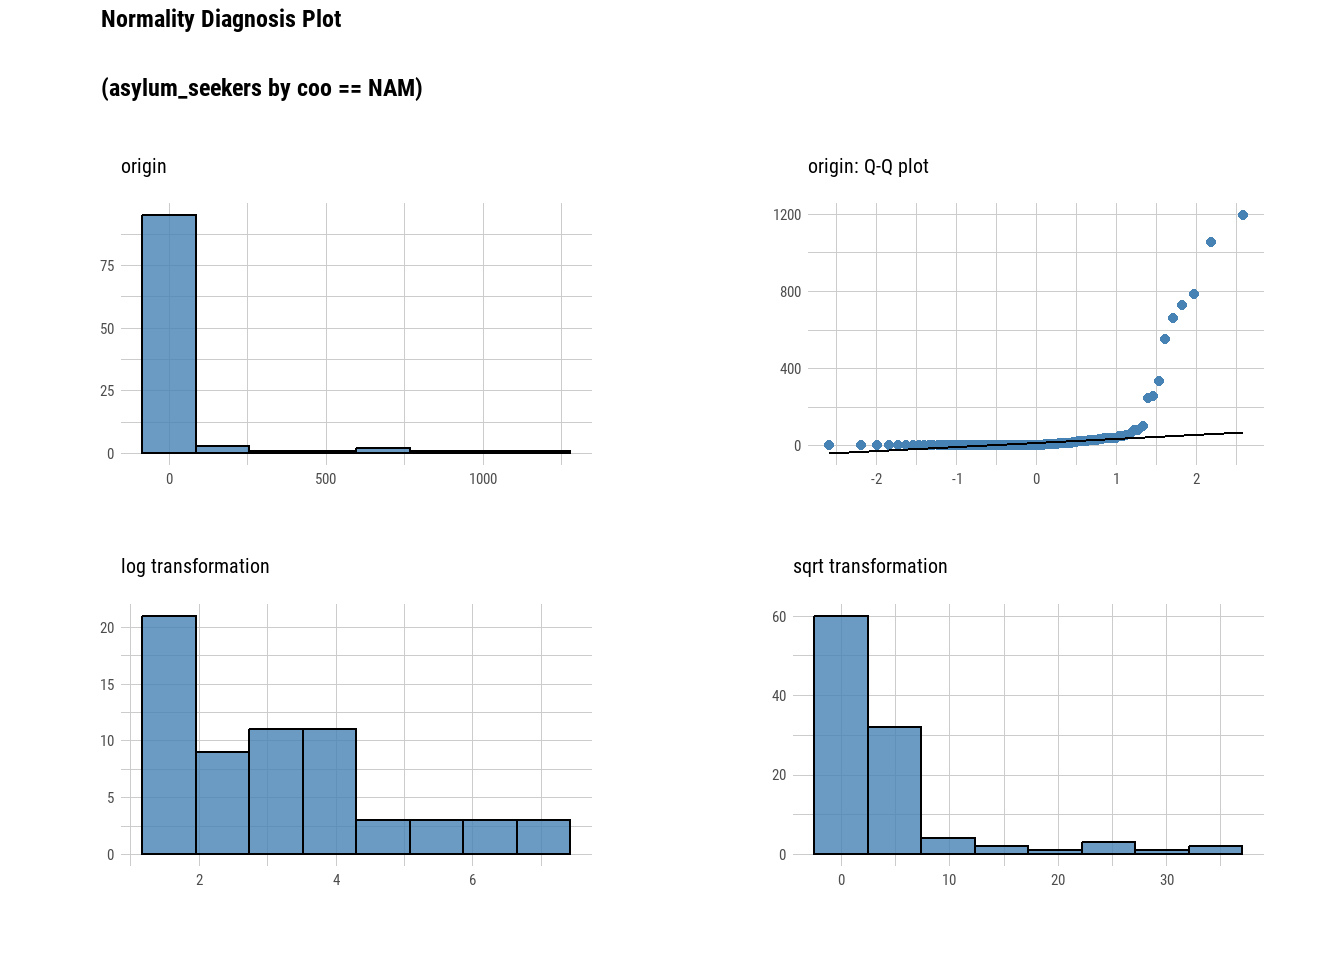 Normality Diagnosis Plot
(asylum_seekers by coo == NAM)
origin
75
50
25
0
0 500 1000
origin: Q-Q plot
1200
800
400
0
-2 -1 0 1 2
log transformation
20
15
10
5
0
2 4 6
sqrt transformation
60
40
20
0
0 10 20 30